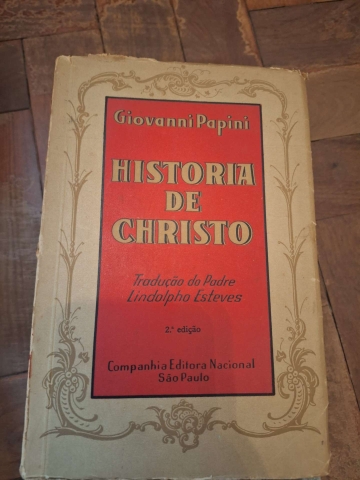 Giovanni Papini
HISTORIA
DE
CHRISTO
Tradução do Padre
Lindolpho Esteves
2.ª edição
Companhia Editora Nacional
São Paulo